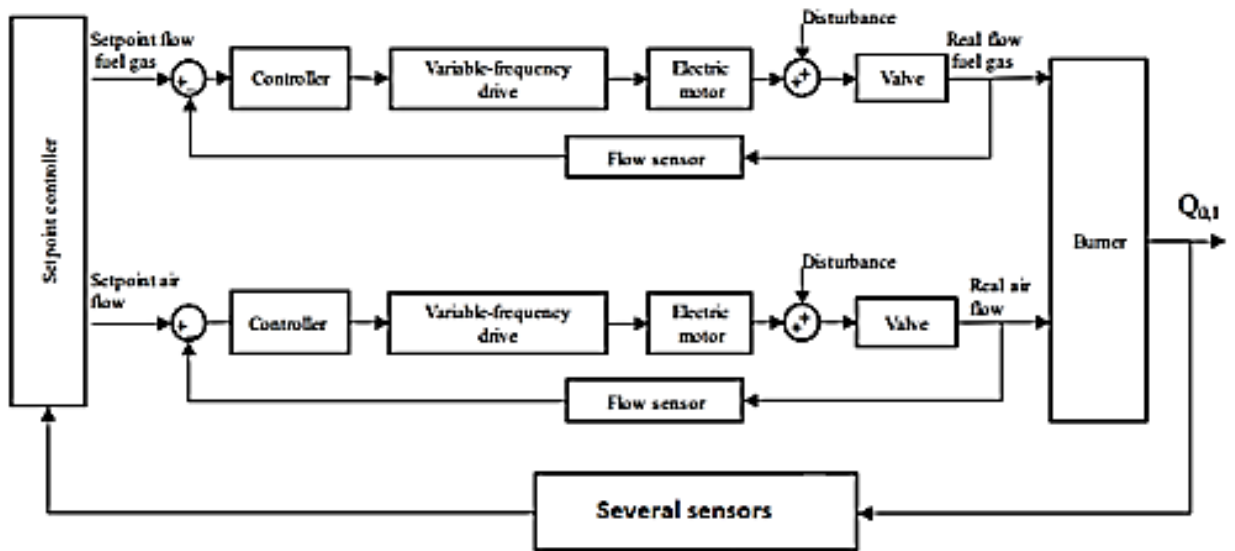 Disturbance
Setpoint flow
fuel gas
Real flow
fuel gas
+
−
Controller
Variable-frequency
drive
Electric
motor
+ +
Valve
Flow sensor
Setpoint controller
Q0,1
Burner
Setpoint air
flow
Disturbance
Real air
flow
+
−
Controller
Variable-frequency
drive
Electric
motor
+ +
Valve
Flow sensor
Several sensors